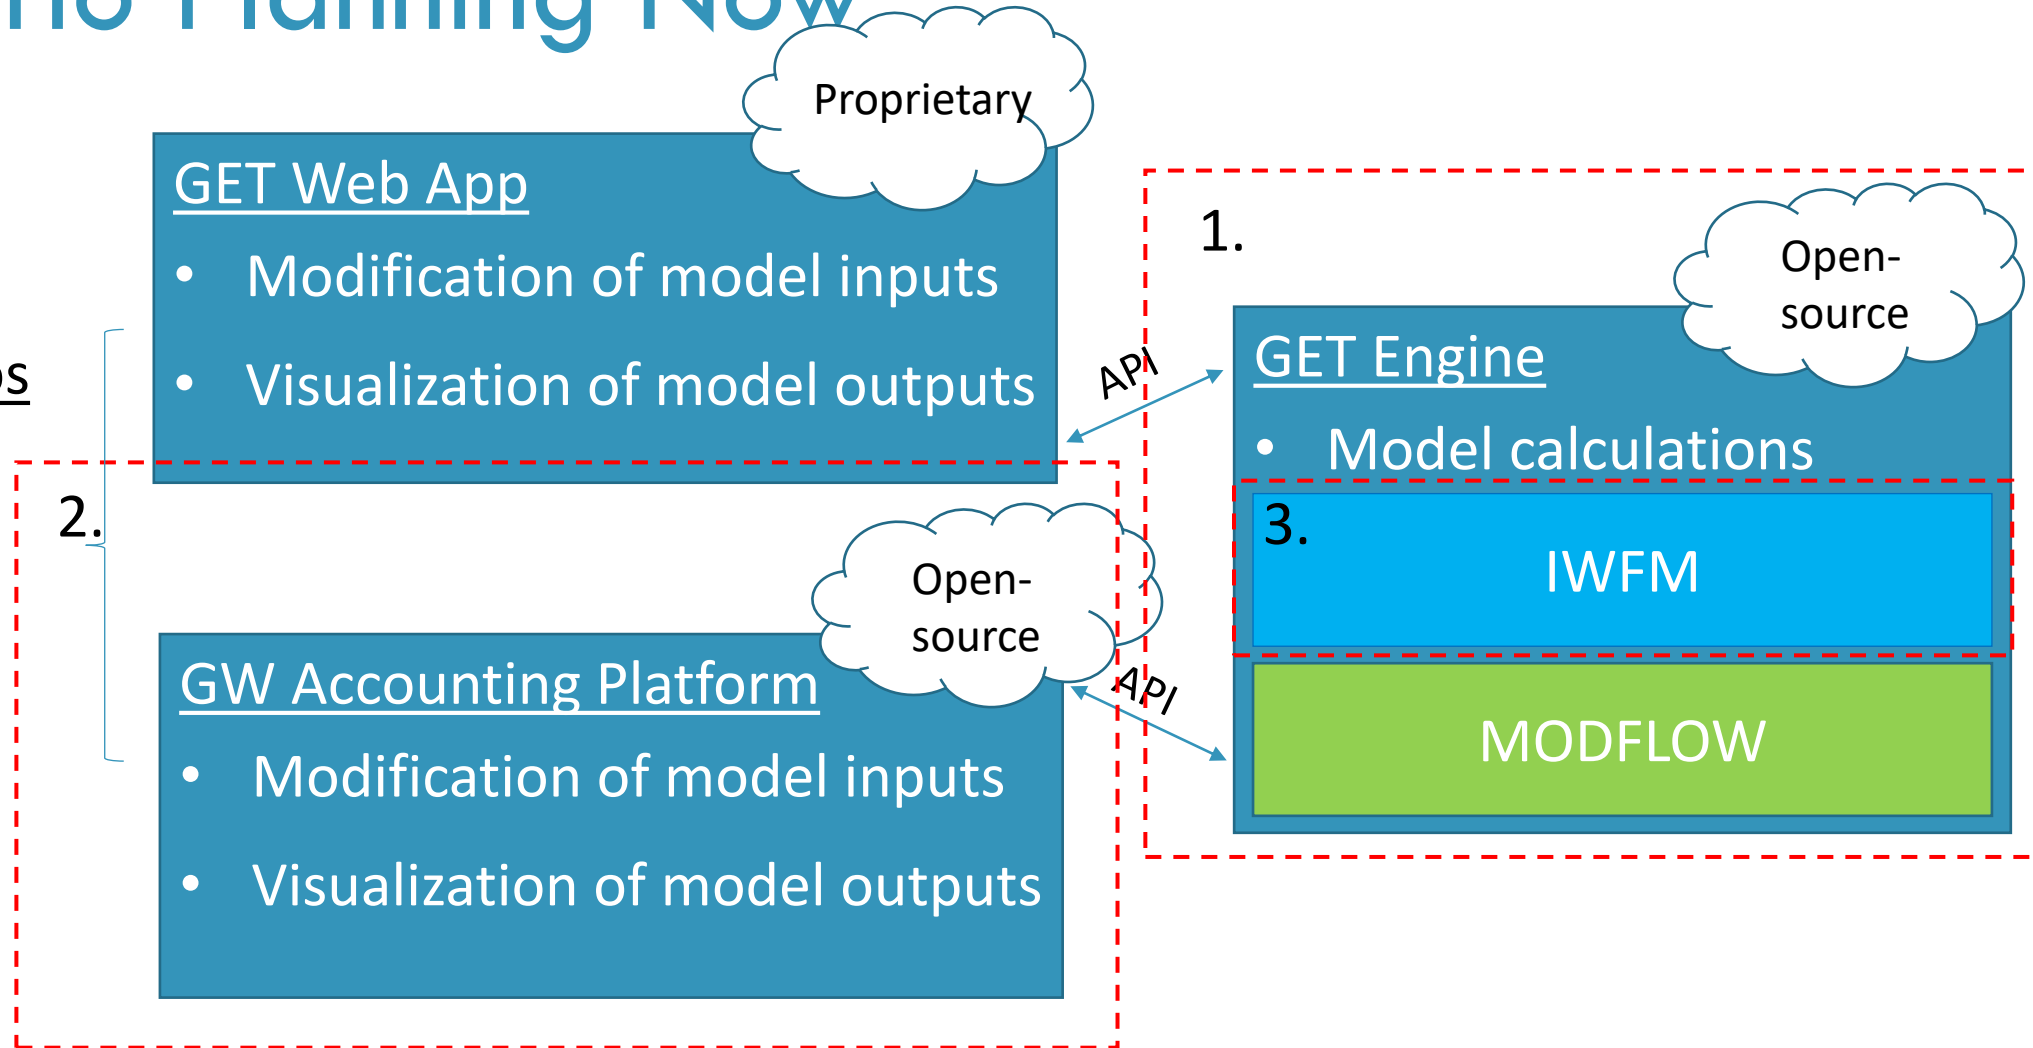 Planning Now
Proprietary
GET Web App
• Modification of model inputs
• Visualization of model outputs
API
1.
Open-
source
GET Engine
• Model calculations
3.
IWFM
MODFLOW
2.
Open-
source
GW Accounting Platform
• Modification of model inputs
• Visualization of model outputs
API